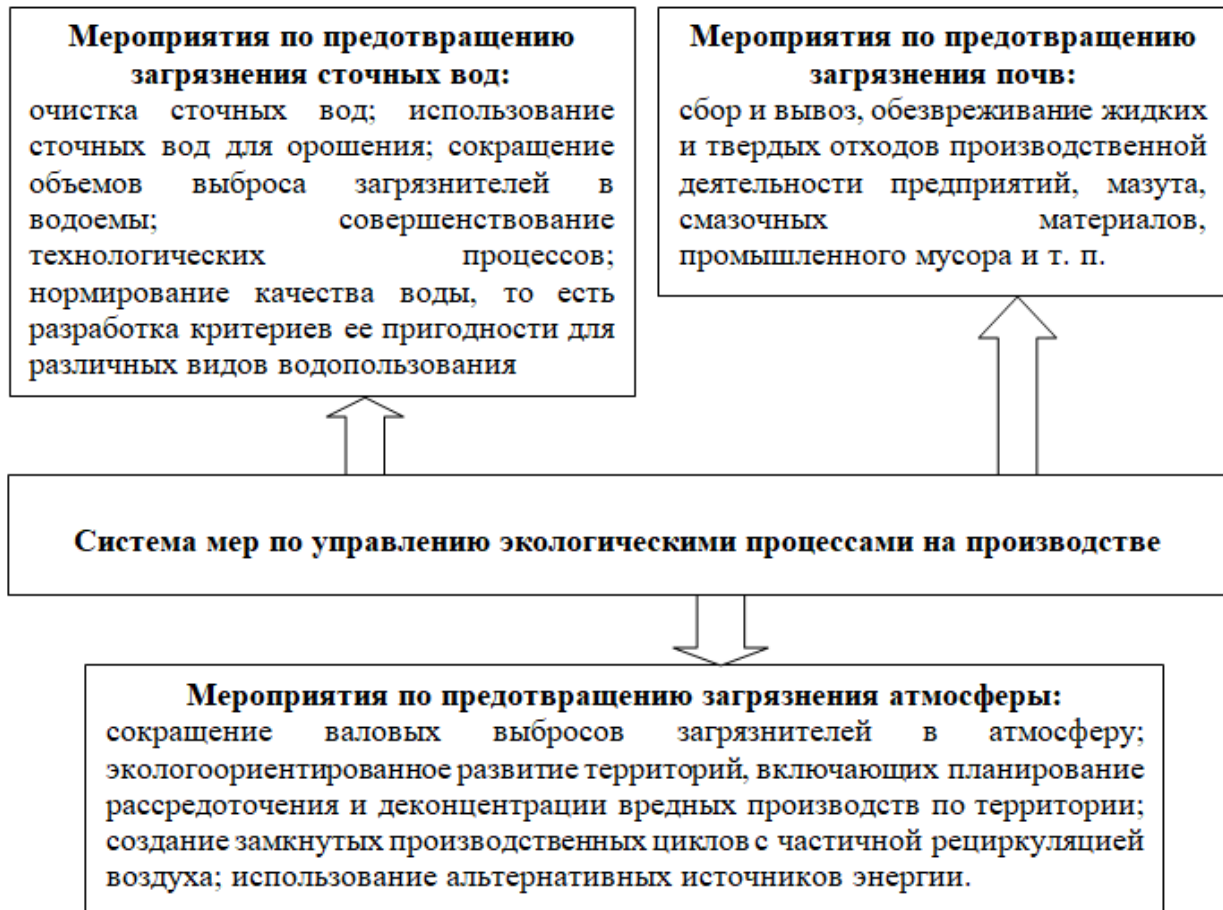 Мероприятия по предотвращению
загрязнения сточных вод:
очистка сточных вод; использование
сточных вод для орошения; сокращение
объемов выброса загрязнителей в
водоемы; совершенствование
технологических процессов;
нормирование качества воды, то есть
разработка критериев ее пригодности для
различных видов водопользования
Мероприятия по предотвращению
загрязнения почв:
сбор и вывоз, обезвреживание жидких
и твердых отходов производственной
деятельности предприятий, мазута,
смазочных материалов,
промышленного мусора и т. п.
Система мер по управлению экологическими процессами на производстве
Мероприятия по предотвращению загрязнения атмосферы:
сокращение валовых выбросов загрязнителей в атмосферу;
экологоориентированное развитие территорий, включающих планирование
рассредоточения и деконцентрации вредных производств по территории;
создание замкнутых производственных циклов с частичной рециркуляцией
воздуха; использование альтернативных источников энергии.